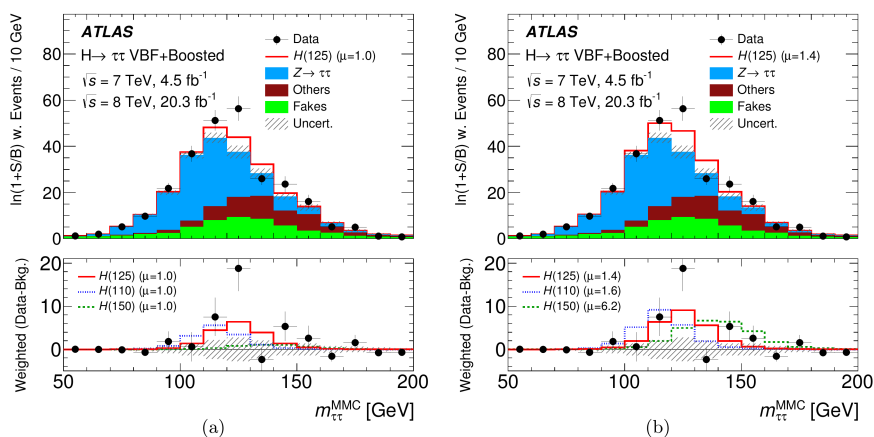 ln(1+S/B) w. Events / 10 GeV
ATLAS
H→ ττ VBF+Boosted
√s = 7 TeV, 4.5 fb⁻¹
√s = 8 TeV, 20.3 fb⁻¹
Data
H(125) (μ=1.0)
Z→ ττ
Others
Fakes
Uncert.
80
60
40
20
0
Weighted (Data-Bkg.)
H(125) (μ=1.0)
H(110) (μ=1.0)
H(150) (μ=1.0)
20
10
0
50 100 150 200
m_ττ^MMC [GeV]
(a)
ln(1+S/B) w. Events / 10 GeV
ATLAS
H→ ττ VBF+Boosted
√s = 7 TeV, 4.5 fb⁻¹
√s = 8 TeV, 20.3 fb⁻¹
Data
H(125) (μ=1.4)
Z→ ττ
Others
Fakes
Uncert.
80
60
40
20
0
Weighted (Data-Bkg.)
H(125) (μ=1.4)
H(110) (μ=1.6)
H(150) (μ=6.2)
20
10
0
50 100 150 200
m_ττ^MMC [GeV]
(b)